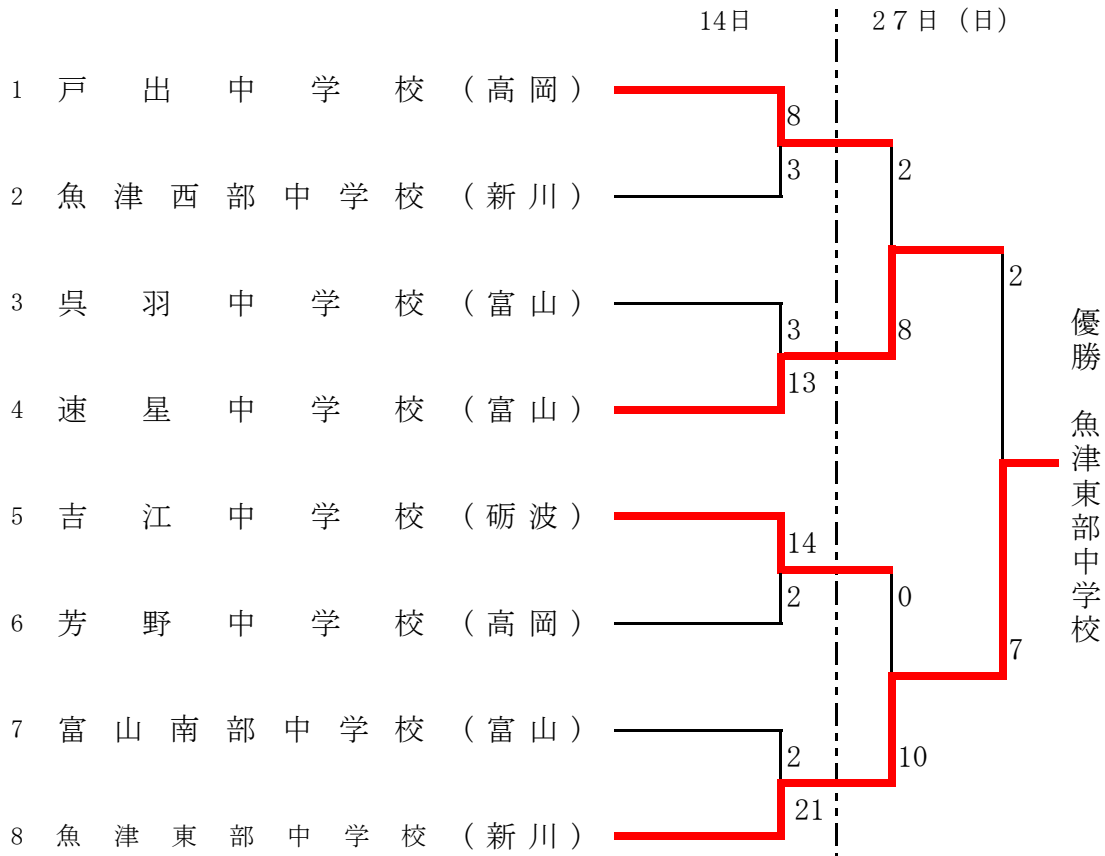 14日 27日(日)
1 戸出中学校(高岡)
8
3 2
2 魚津西部中学校(新川)
2
3 呉羽中学校(富山)
3 8
13
4 速星中学校(富山)
優勝 魚津東部中学校
5 吉江中学校(砺波)
14
2 0
6 芳野中学校(高岡)
7
7 富山南部中学校(富山)
2 10
21
8 魚津東部中学校(新川)